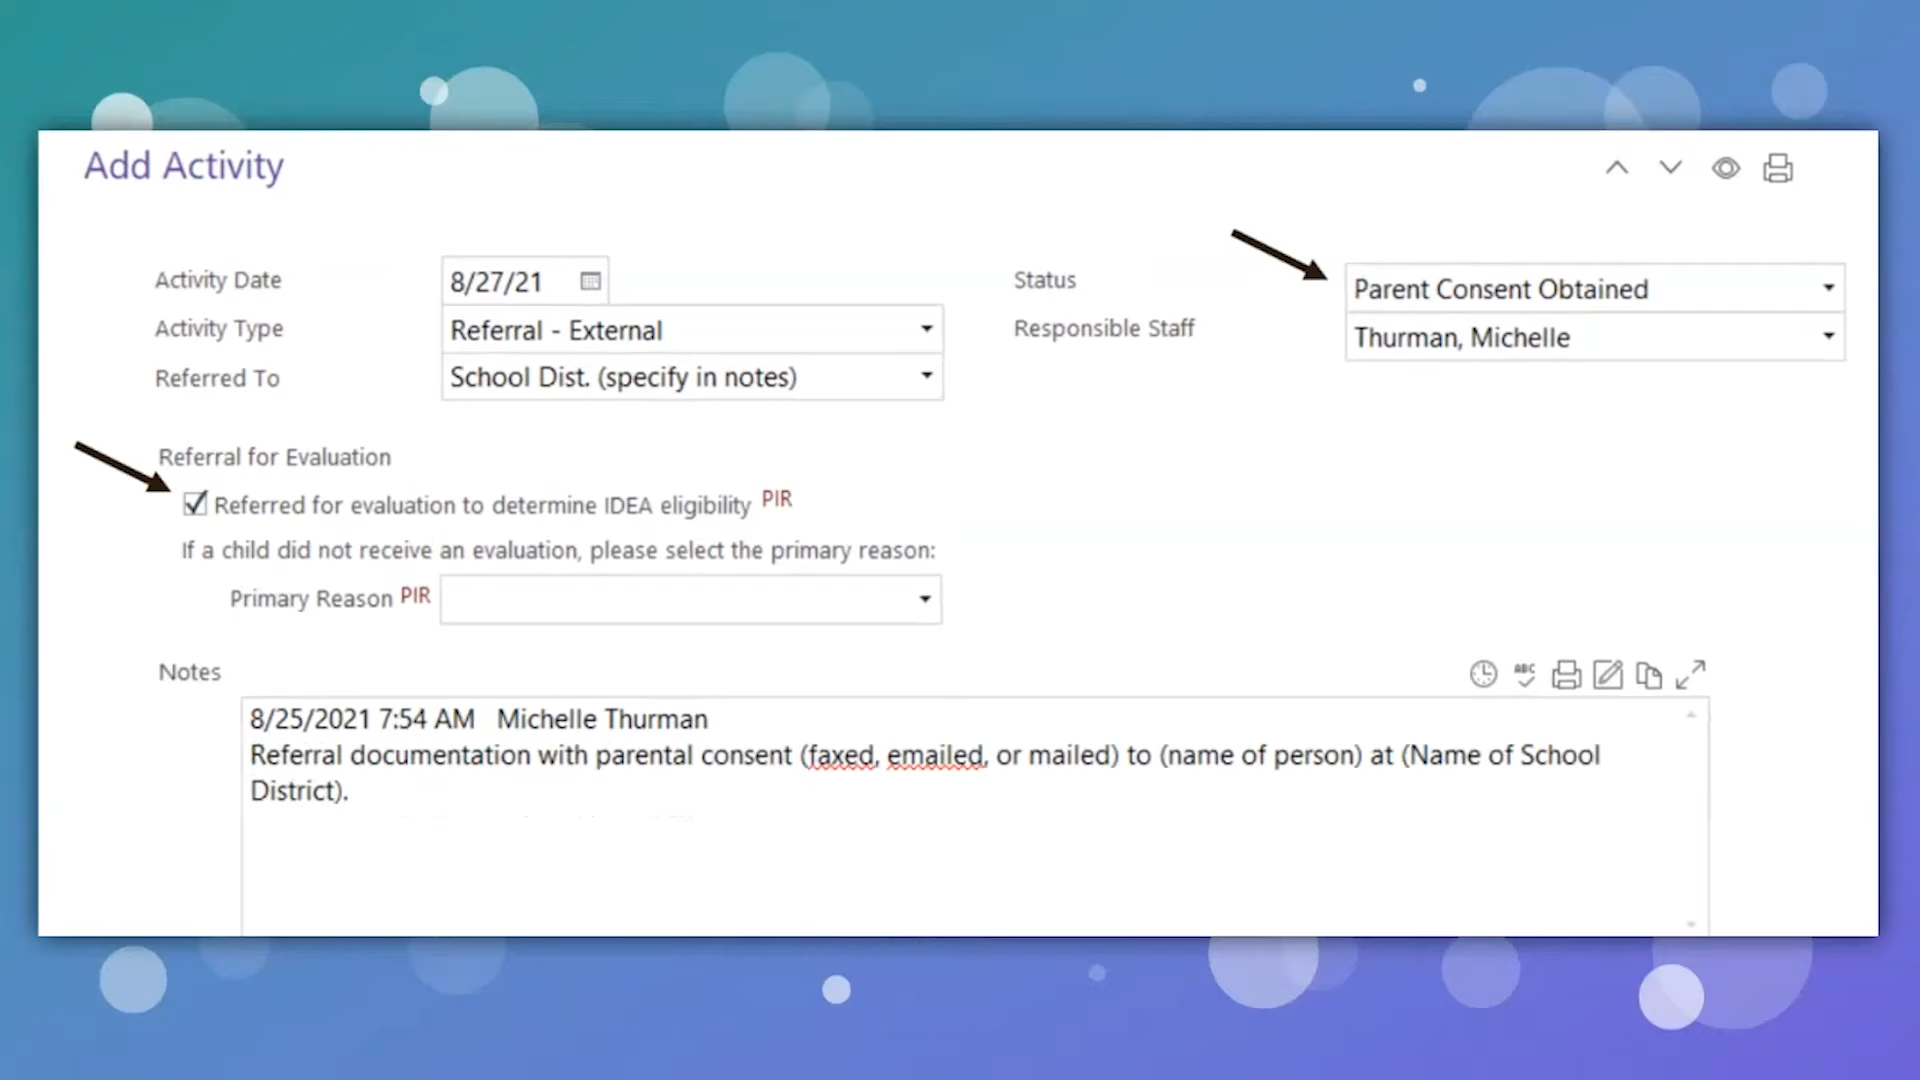 Add Activity
Activity Date 8/27/21 Status Parent Consent Obtained
Activity Type Referral - External Responsible Staff Thurman, Michelle
Referred To School Dist. (specify in notes)
Referral for Evaluation
Referred for evaluation to determine IDEA eligibility PIR
If a child did not receive an evaluation, please select the primary reason:
Primary Reason PIR
Notes ABC
8/25/2021 7:54 AM Michelle Thurman
Referral documentation with parental consent (faxed, emailed, or mailed) to (name of person) at (Name of School
District).